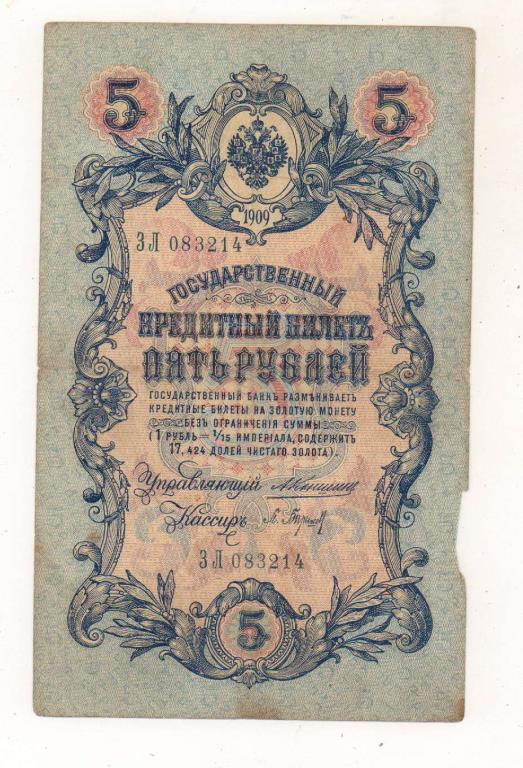 5 5
1909
ЗЛ 083214
ГОСУДАРСТВЕННЫЙ
КРЕДИТНЫЙ БИЛЕТЪ
ПЯТЬ РУБЛЕЙ
ГОСУДАРСТВЕННЫЙ БАНКЪ РАЗМѢНИВАЕТЪ
КРЕДИТНЫЕ БИЛЕТЫ НА ЗОЛОТУЮ МОНЕТУ
БЕЗЪ ОГРАНИЧЕНІЯ СУММЫ
(1 РУБЛЬ = 1/15 ИМПЕРІАЛА, СОДЕРЖИТЪ
17,424 ДОЛЕЙ ЧИСТАГО ЗОЛОТА).
Управляющій АКоншинъ
Кассиръ
ЗЛ 083214
5